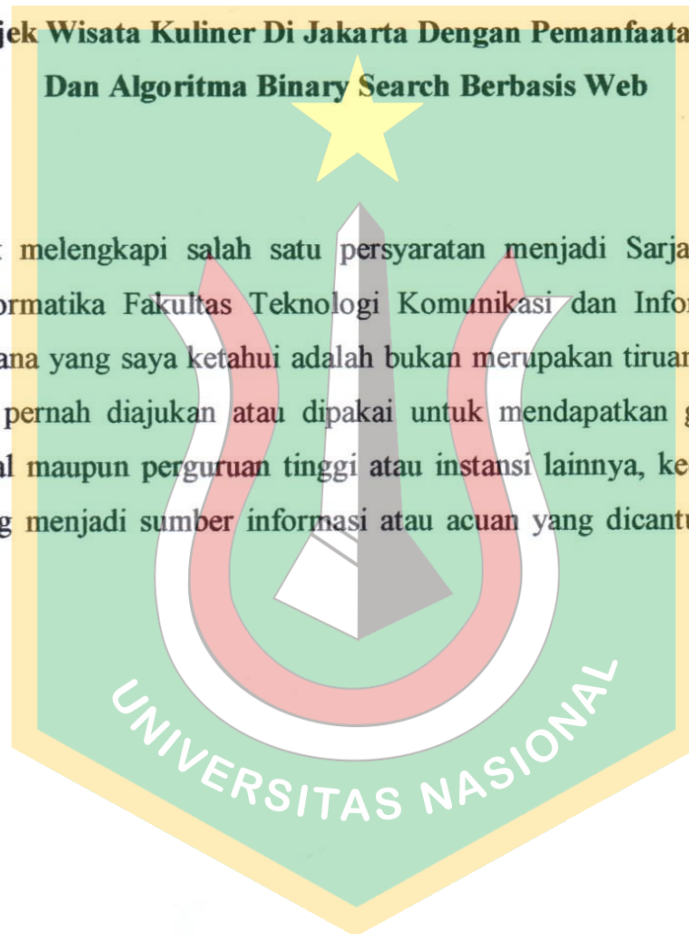 jek Wisata Kuliner Di Jakarta Dengan Pemanfaata
Dan Algoritma Binary Search Berbasis Web
melengkapi salah satu persyaratan menjadi Sarja
ormatika Fakultas Teknologi Komunikasi dan Infor
ana yang saya ketahui adalah bukan merupakan tiruan
pernah diajukan atau dipakai untuk mendapatkan g
al maupun perguruan tinggi atau instansi lainnya, ke
g menjadi sumber informasi atau acuan yang dicantu
UNIVERSITAS NASIONAL